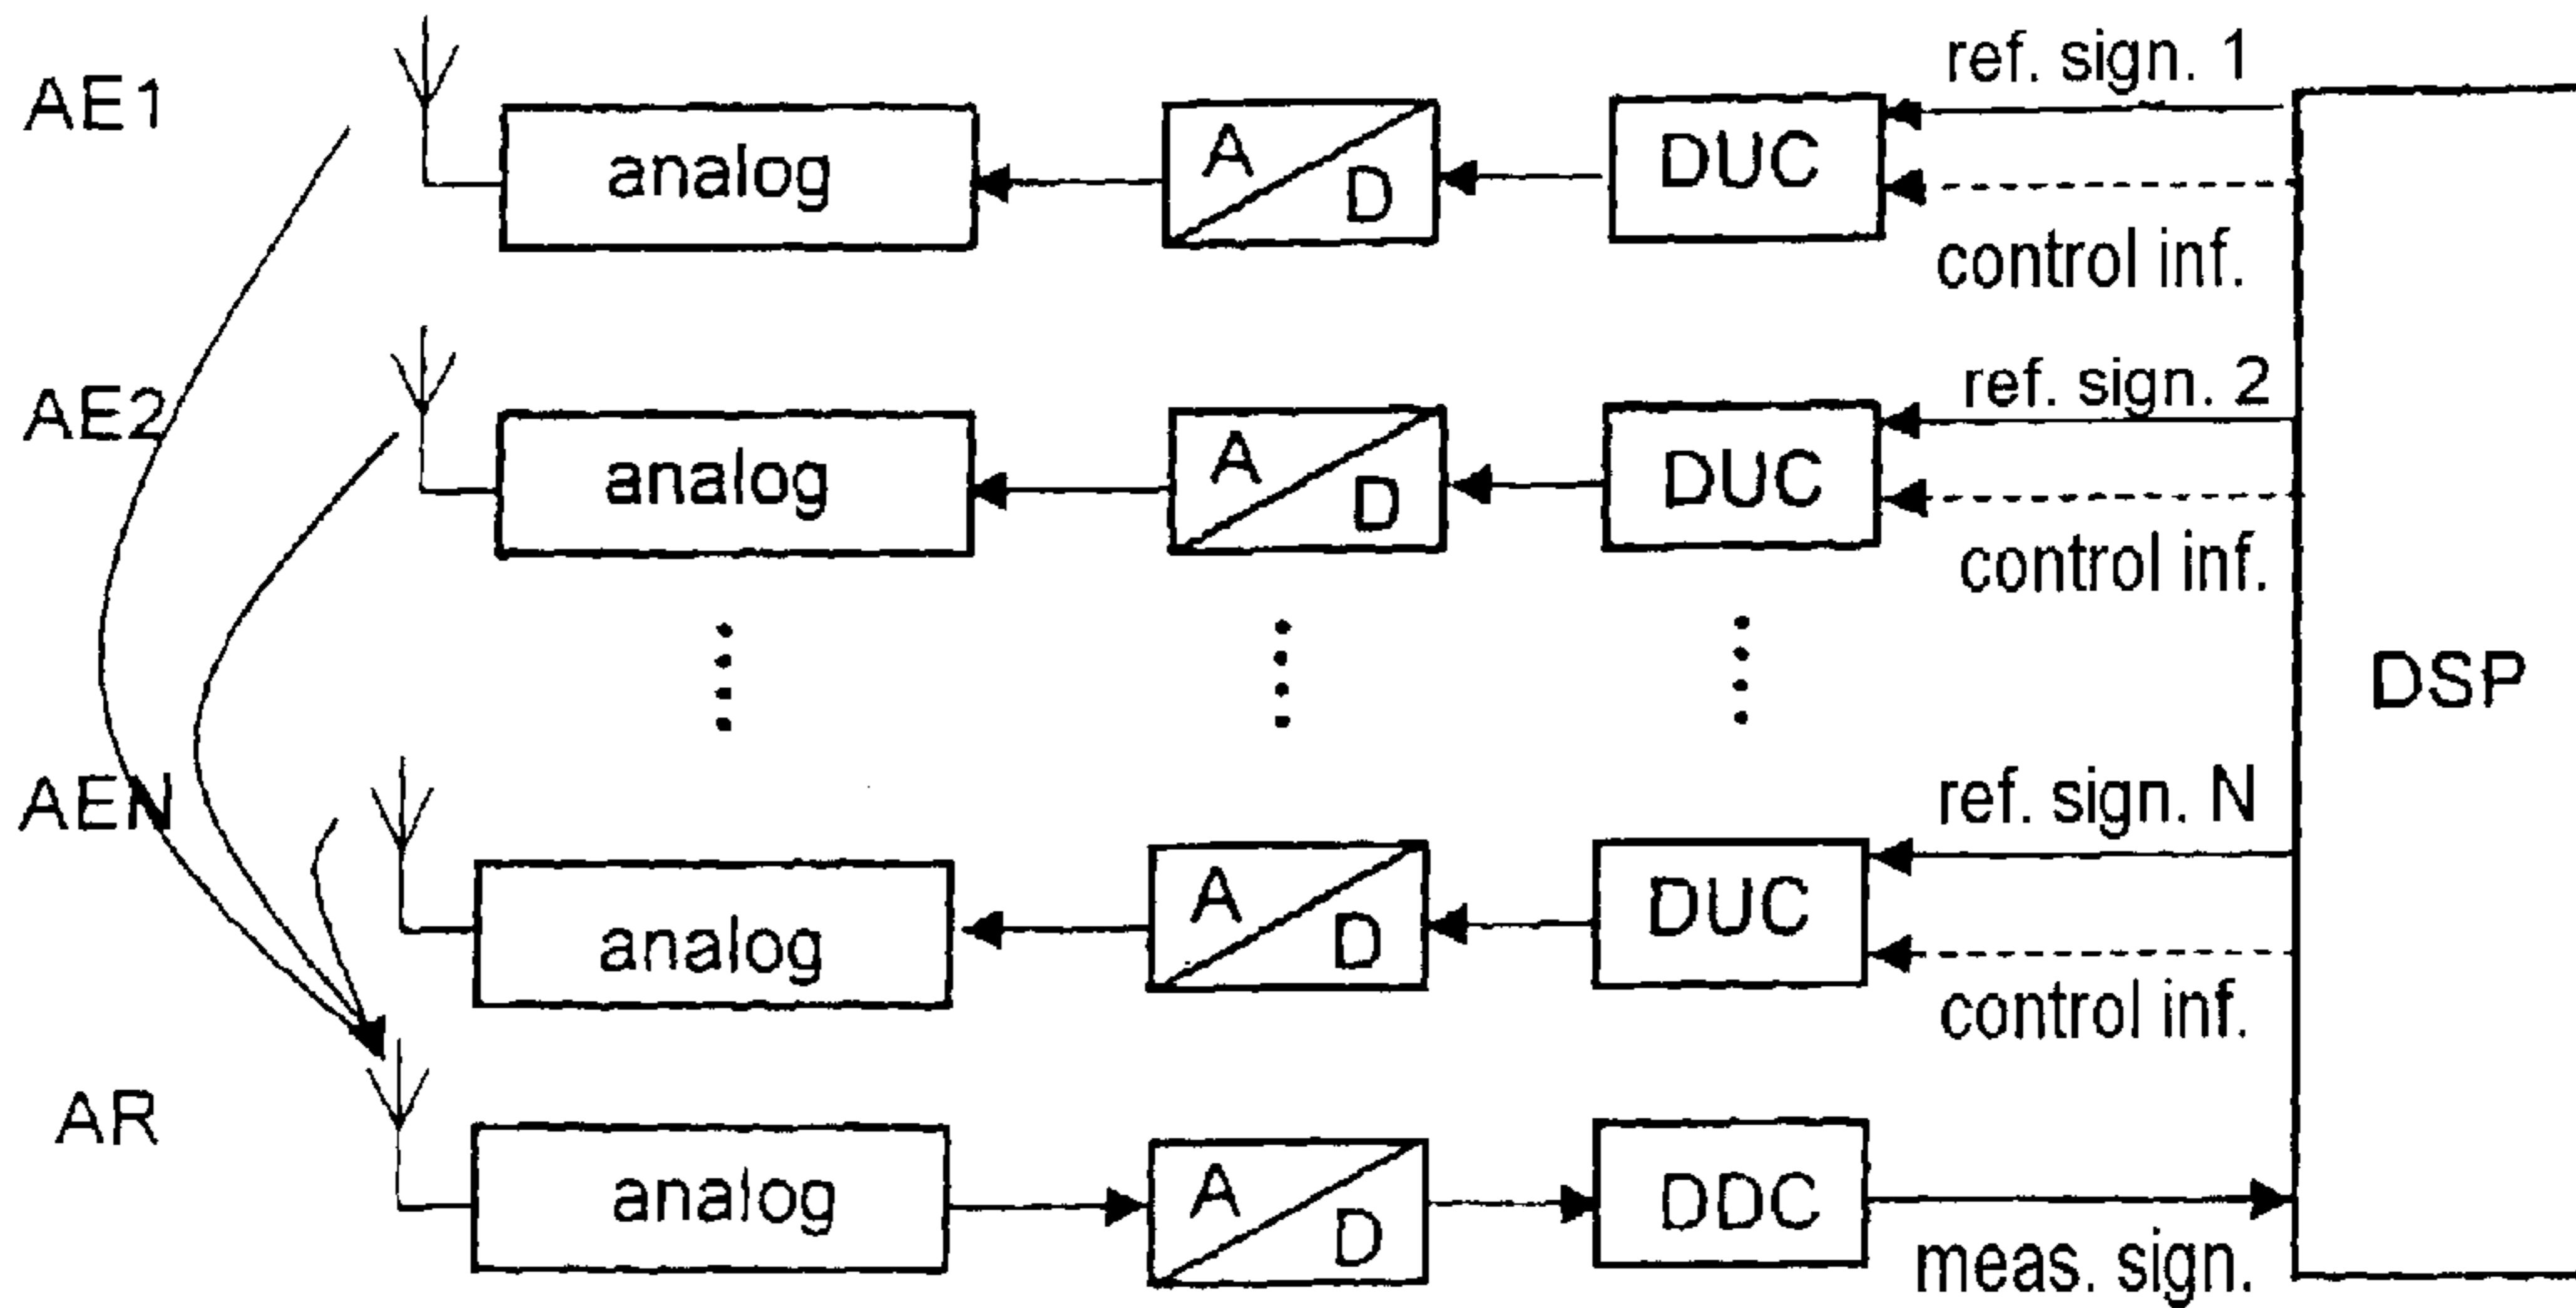 ref. sign. 1
AE1
analog
A
D
DUC
control inf.
ref. sign. 2
AE2
analog
A
D
DUC
control inf.
DSP
ref. sign. N
AEN
analog
A
D
DUC
control inf.
AR
analog
A
D
DDC
meas. sign.